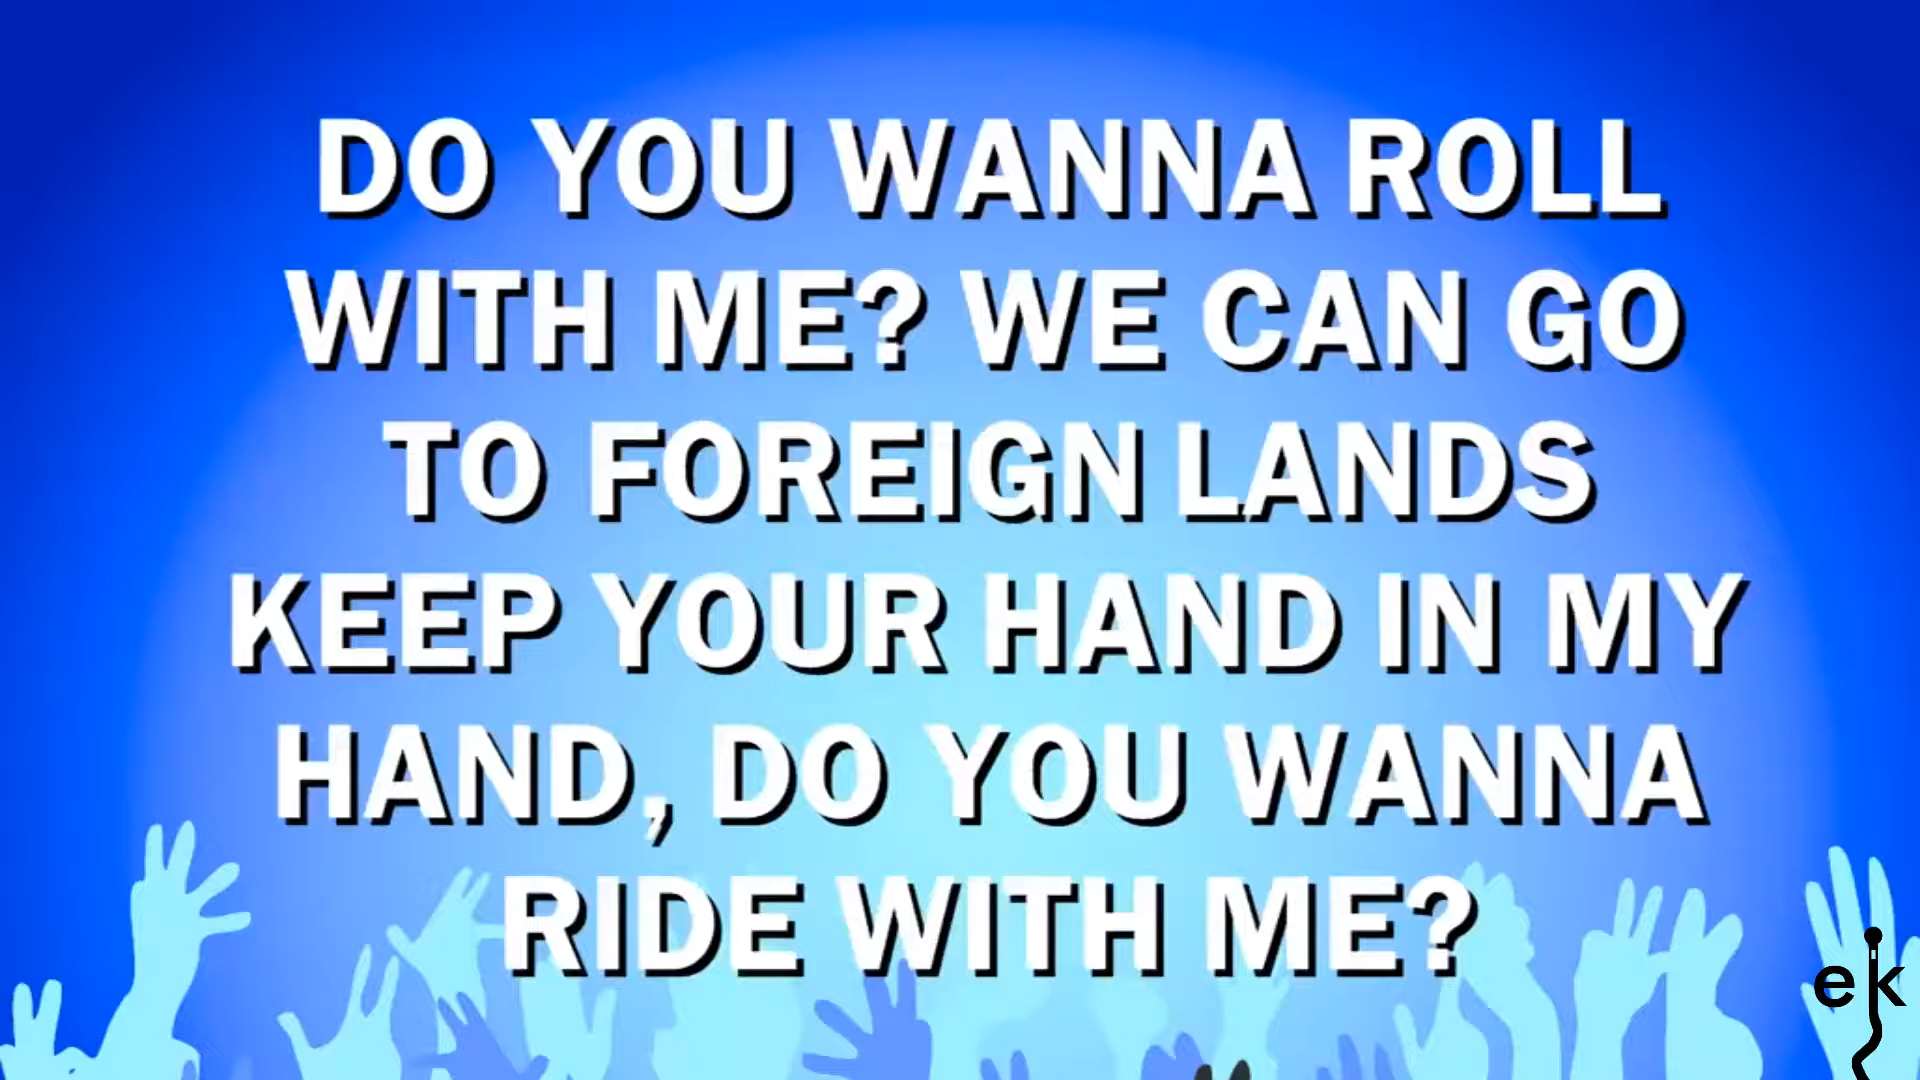 DO YOU WANNA ROLL
WITH ME? WE CAN GO
TO FOREIGN LANDS
KEEP YOUR HAND IN MY
HAND, DO YOU WANNA
RIDE WITH ME?
ek